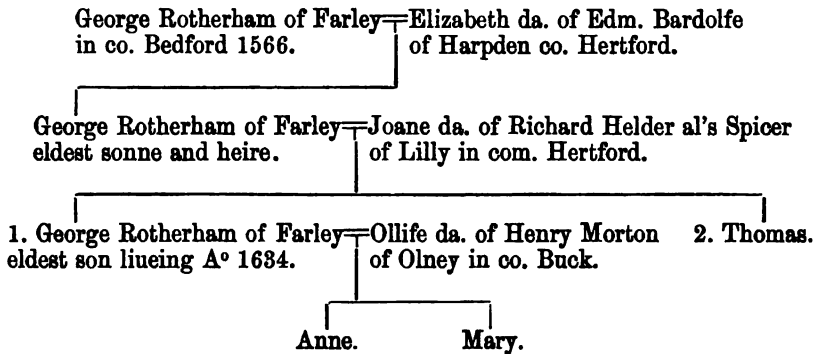 George Rotherham of Farley=Elizabeth da. of Edm. Bardolfe
in co. Bedford 1566. of Harpden co. Hertford.
George Rotherham of Farley=Joane da. of Richard Helder al's Spicer
eldest sonne and heire. of Lilly in com. Hertford.
1. George Rotherham of Farley=Ollife da. of Henry Morton 2. Thomas.
eldest son liueing Aº 1634. of Olney in co. Buck.
Anne. Mary.